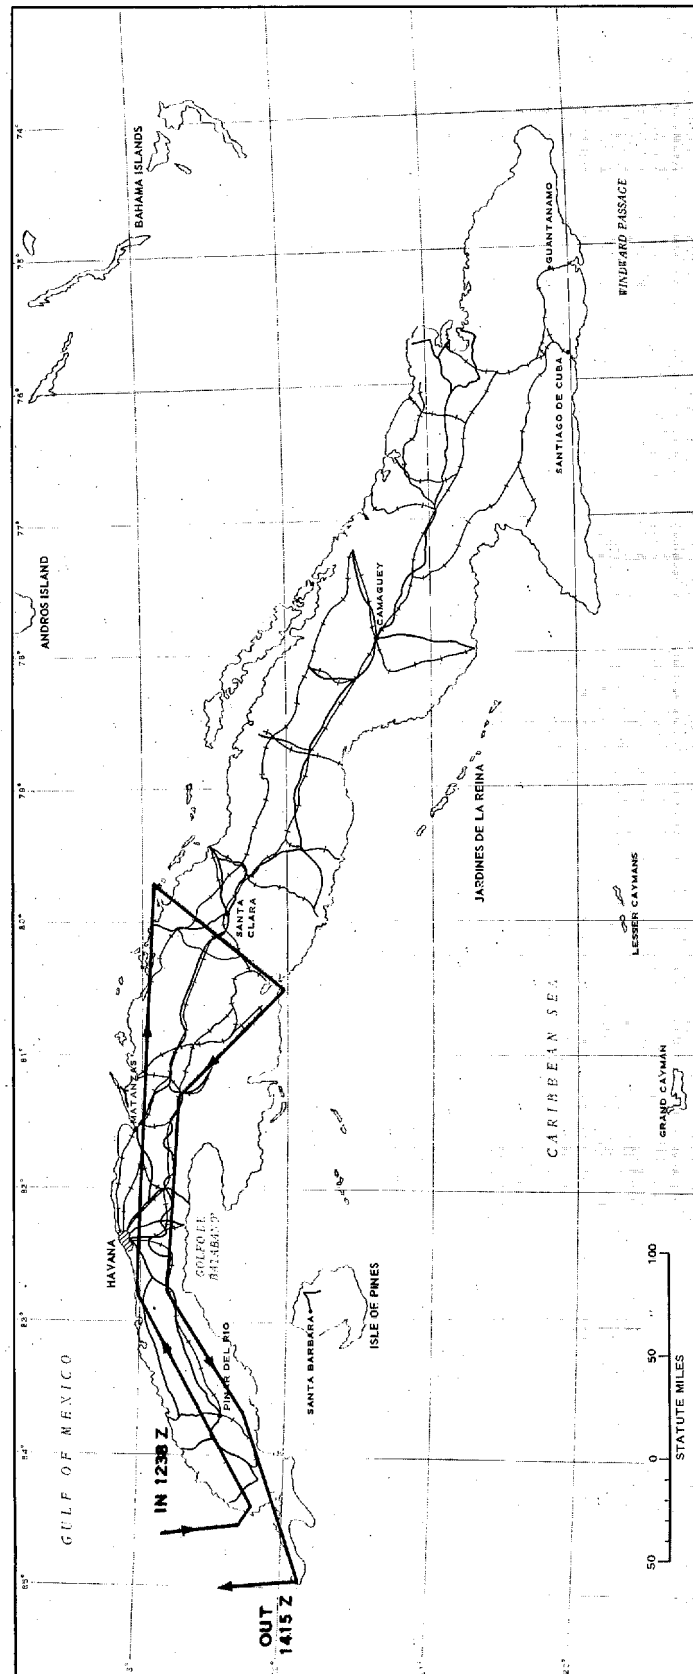 74°
75°
76°
77°
78°
79°
80°
81°
82°
83°
84°
85°
BAHAMA ISLANDS
ANDROS ISLAND
GUANTANAMO
WINDWARD PASSAGE
SANTIAGO DE CUBA
CAMAGUEY
JARDINES DE LA REINA
SANTA
CLARA
LESSER CAYMANS
MATANZAS
CARIBBEAN SEA
GRAND CAYMAN
HAVANA
GOLFO DE
BATABANO
PINAR DEL RIO
SANTA BARBARA
ISLE OF PINES
GULF OF MEXICO
IN 1238 Z
OUT
1415 Z
50 0 50 100
STATUTE MILES